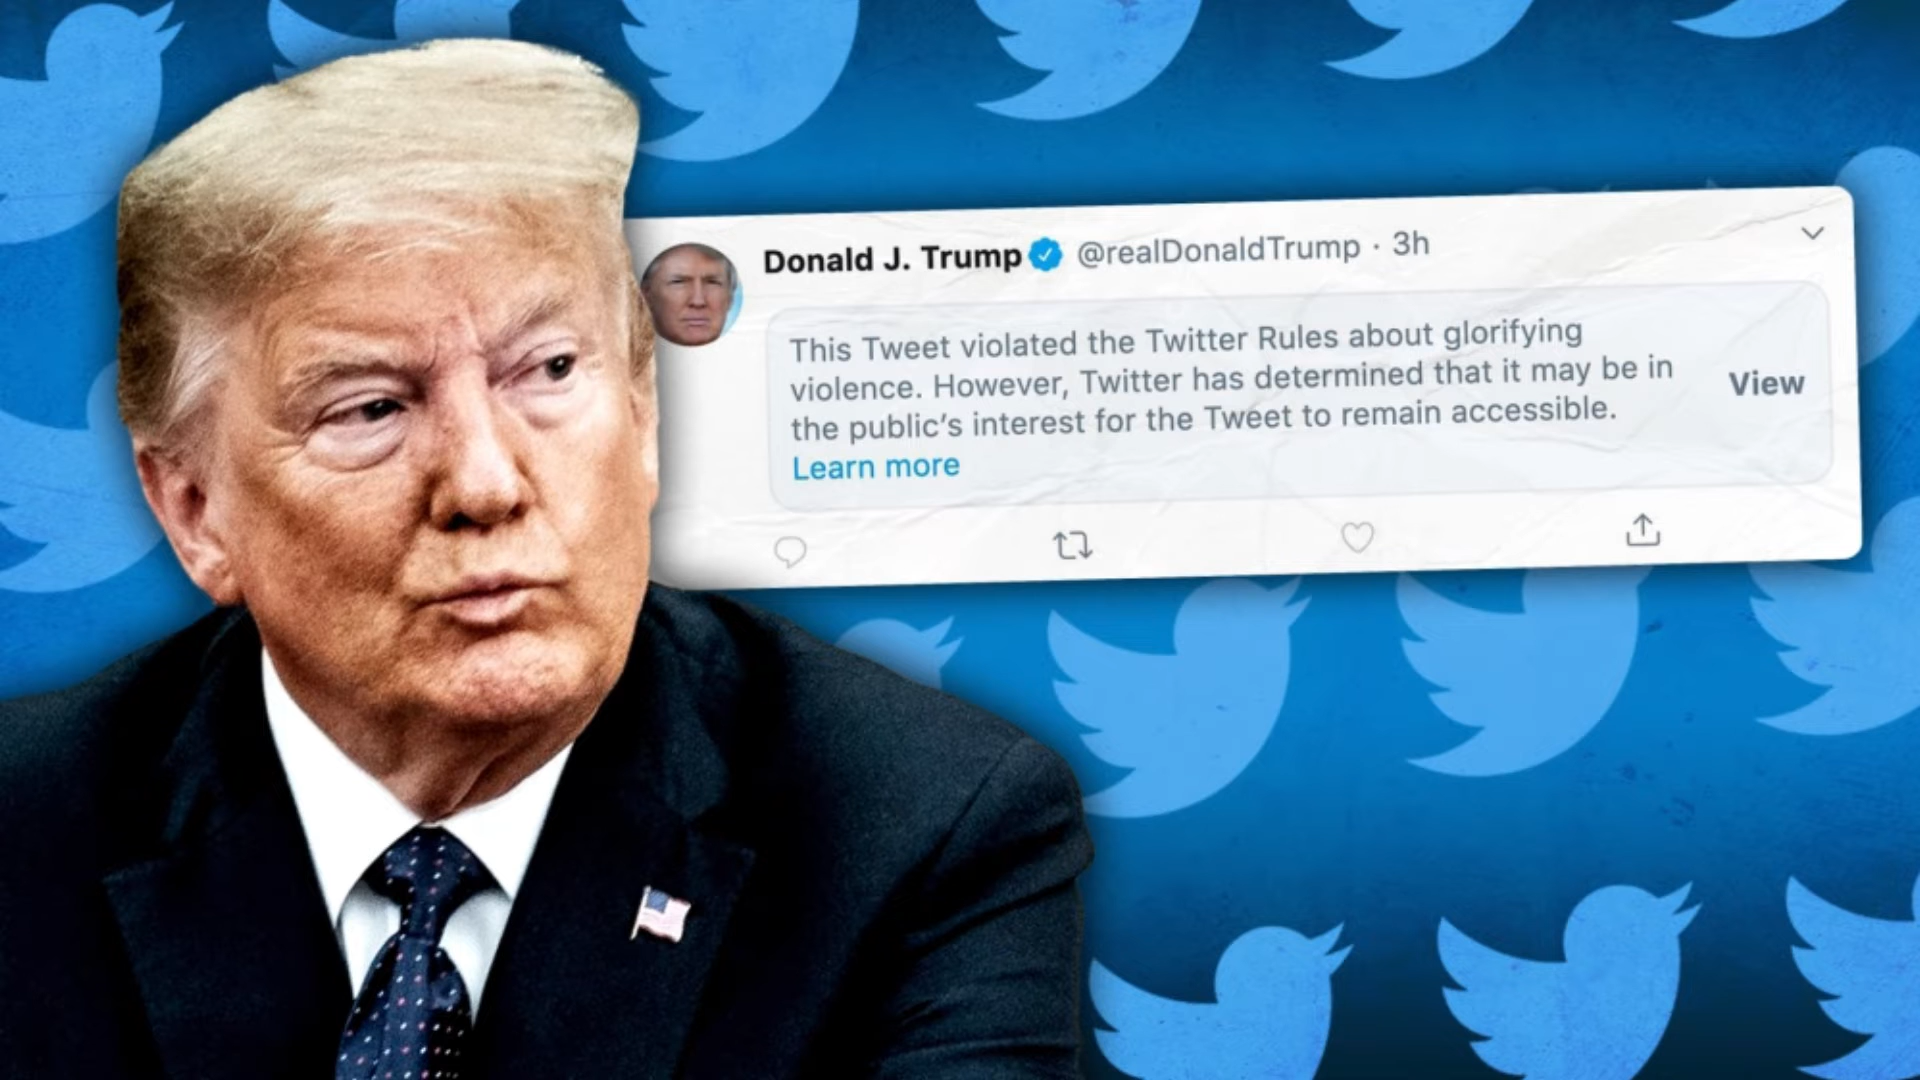 Donald J. Trump @realDonaldTrump · 3h
This Tweet violated the Twitter Rules about glorifying
violence. However, Twitter has determined that it may be in
the public’s interest for the Tweet to remain accessible.
Learn more
View